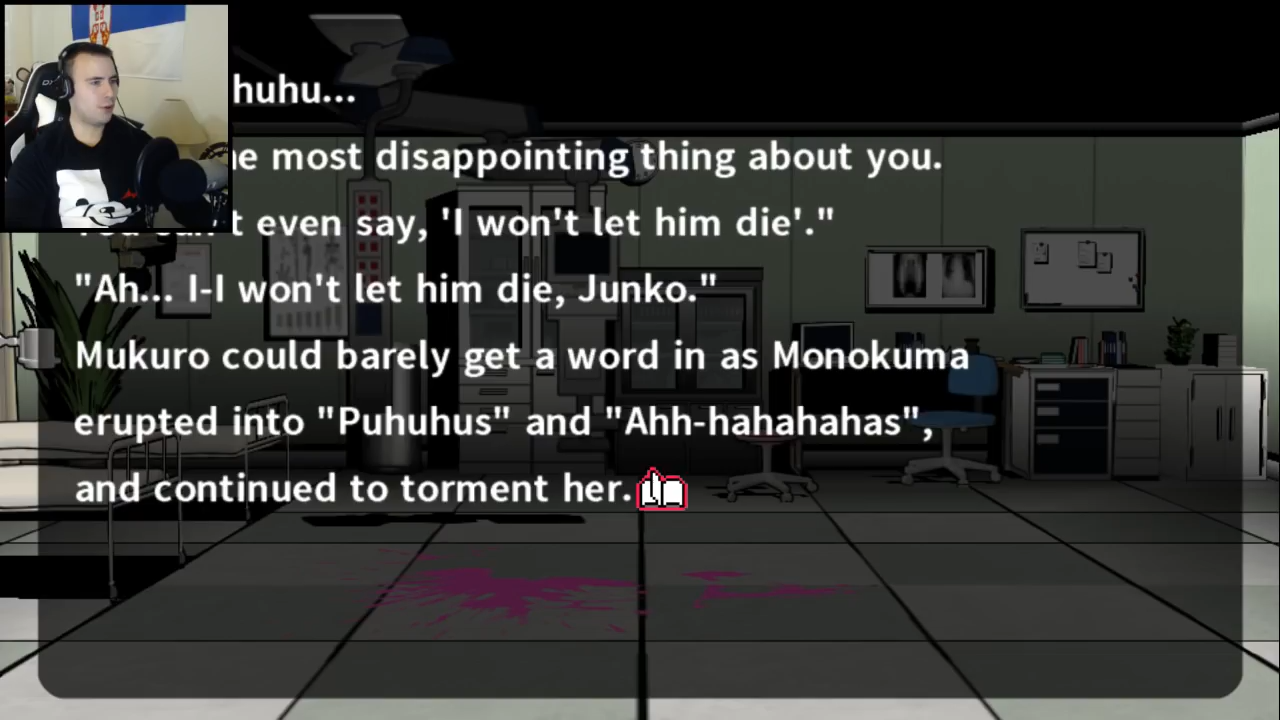 huhu...
most disappointing thing about you.
even say, 'I won't let him die'."
"Ah... I-I won't let him die, Junko."
Mukuro could barely get a word in as Monokuma
erupted into "Puhuhus" and "Ahh-hahahahas",
and continued to torment her.